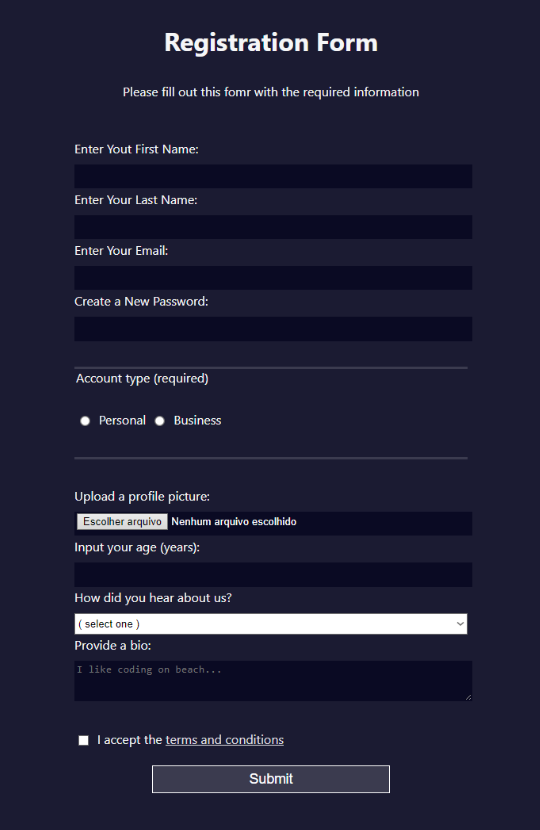 Registration Form
Please fill out this fomr with the required information
Enter Yout First Name:
Enter Your Last Name:
Enter Your Email:
Create a New Password:
Account type (required)
Personal Business
Upload a profile picture:
Escolher arquivo Nenhum arquivo escolhido
Input your age (years):
How did you hear about us?
( select one )
Provide a bio:
I like coding on beach...
I accept the terms and conditions
Submit